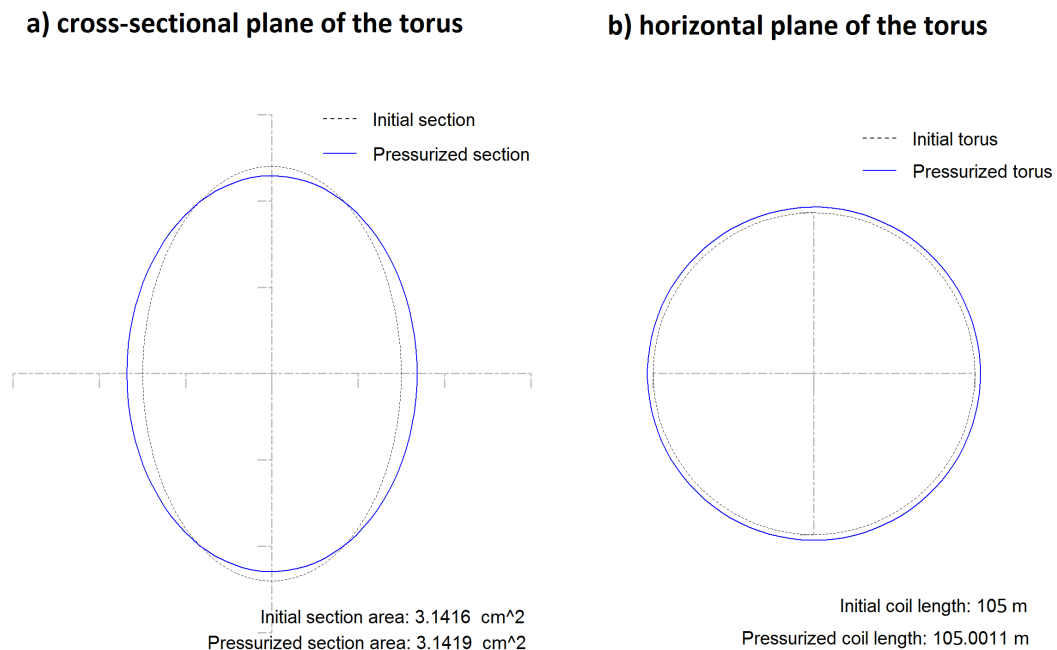 a) cross-sectional plane of the torus
Initial section
Pressurized section
Initial section area: 3.1416 cm^2
Pressurized section area: 3.1419 cm^2
b) horizontal plane of the torus
Initial torus
Pressurized torus
Initial coil length: 105 m
Pressurized coil length: 105.0011 m